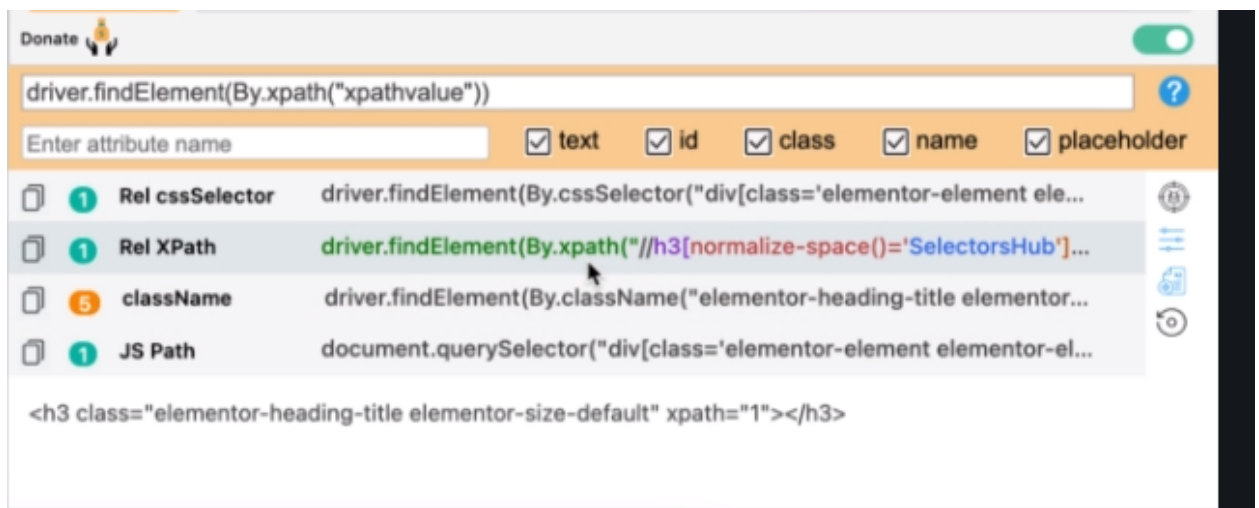 Donate
driver.findElement(By.xpath("xpathvalue"))
?
Enter attribute name text id class name placeholder
1 Rel cssSelector driver.findElement(By.cssSelector("div[class='elementor-element ele...
1 Rel XPath driver.findElement(By.xpath("//h3[normalize-space()='SelectorsHub']...
5 className driver.findElement(By.className("elementor-heading-title elementor...
1 JS Path document.querySelector("div[class='elementor-element elementor-el...
<h3 class="elementor-heading-title elementor-size-default" xpath="1"></h3>